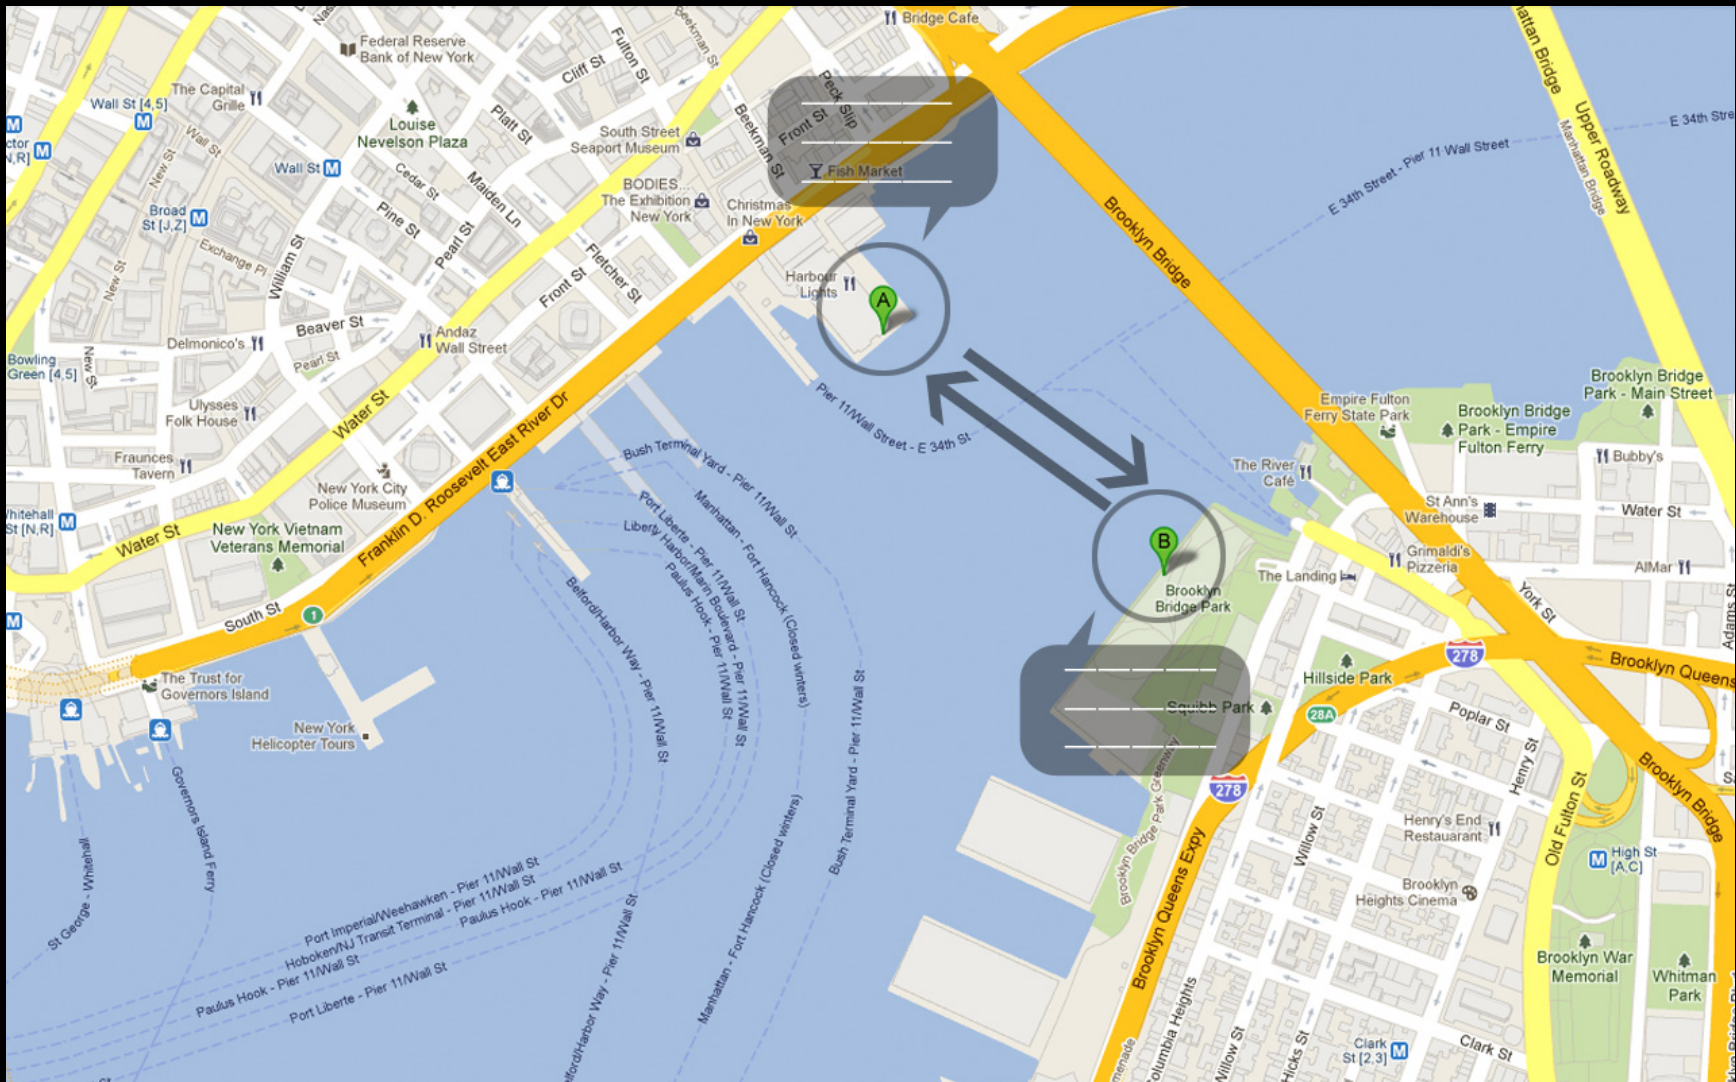 Bridge Cafe
Federal Reserve
Bank of New York
Fulton St
Beekman St
Cliff St
The Capital
Grille
Wall St [4,5]
Louise
Nevelson Plaza
Platt St
Peck Slip
Front St
South Street
Seaport Museum
Beekman St
Fish Market
Wall St
Wall St
New St
Cedar St
Maiden Ln
BODIES...
The Exhibition
New York
Christmas
In New York
Broad
St [J,Z]
Pine St
Pearl St
Exchange Pl
William St
New St
Fletcher St
Front St
Harbour
Lights
A
Beaver St
Delmonico's
Pearl St
Andaz
Wall Street
Bowling
Green [4,5]
New St
Ulysses
Folk House
Water St
Fraunces
Tavern
New York City
Police Museum
Whitehall
St [N,R]
Water St
New York Vietnam
Veterans Memorial
Franklin D. Roosevelt East River Dr
South St
1
The Trust for
Governors Island
New York
Helicopter Tours
Brooklyn Bridge
E 34th Street - Pier 11 Wall Street
E 34th Stre
Manhattan Bridge
Upper Roadway
Manhattan Bridge
Pier 11/Wall Street - E 34th St
Bush Terminal Yard - Pier 11/Wall St
Manhattan - Fort Hancock (Closed winters)
Port Liberte - Pier 11/Wall St
Liberty Harbor/Marin Boulevard - Pier 11/Wall St
Paulus Hook - Pier 11/Wall St
Belford/Harbor Way - Pier 11/Wall St
Bush Terminal Yard - Pier 11/Wall St
Manhattan - Fort Hancock (Closed winters)
St George - Whitehall
Governors Island Ferry
Port Imperial/Weehawken - Pier 11/Wall St
Hoboken/NJ Transit Terminal - Pier 11/Wall St
Paulus Hook - Pier 11/Wall St
Paulus Hook - Pier 11/Wall St
Port Liberte - Pier 11/Wall St
Belford/Harbor Way - Pier 11/Wall St
Empire Fulton
Ferry State Park
Brooklyn Bridge
Park - Empire
Fulton Ferry
Brooklyn Bridge
Park - Main Street
The River
Café
Bubby's
St Ann's
Warehouse
Water St
B
Brooklyn
Bridge Park
Grimaldi's
Pizzeria
The Landing
AlMar
York St
Adams St
278
Brooklyn Queens
Hillside Park
Squibb Park
28A
Poplar St
278
Henry St
Brooklyn Bridge
Brooklyn Bridge Park Greenway
Brooklyn Queens Expy
Willow St
Henry's End
Restauarant
Old Fulton St
High St
[A,C]
Brooklyn
Heights Cinema
Brooklyn War
Memorial
Whitman
Park
Columbia Heights
Willow St
Hicks St
Clark
St [2,3]
Clark St